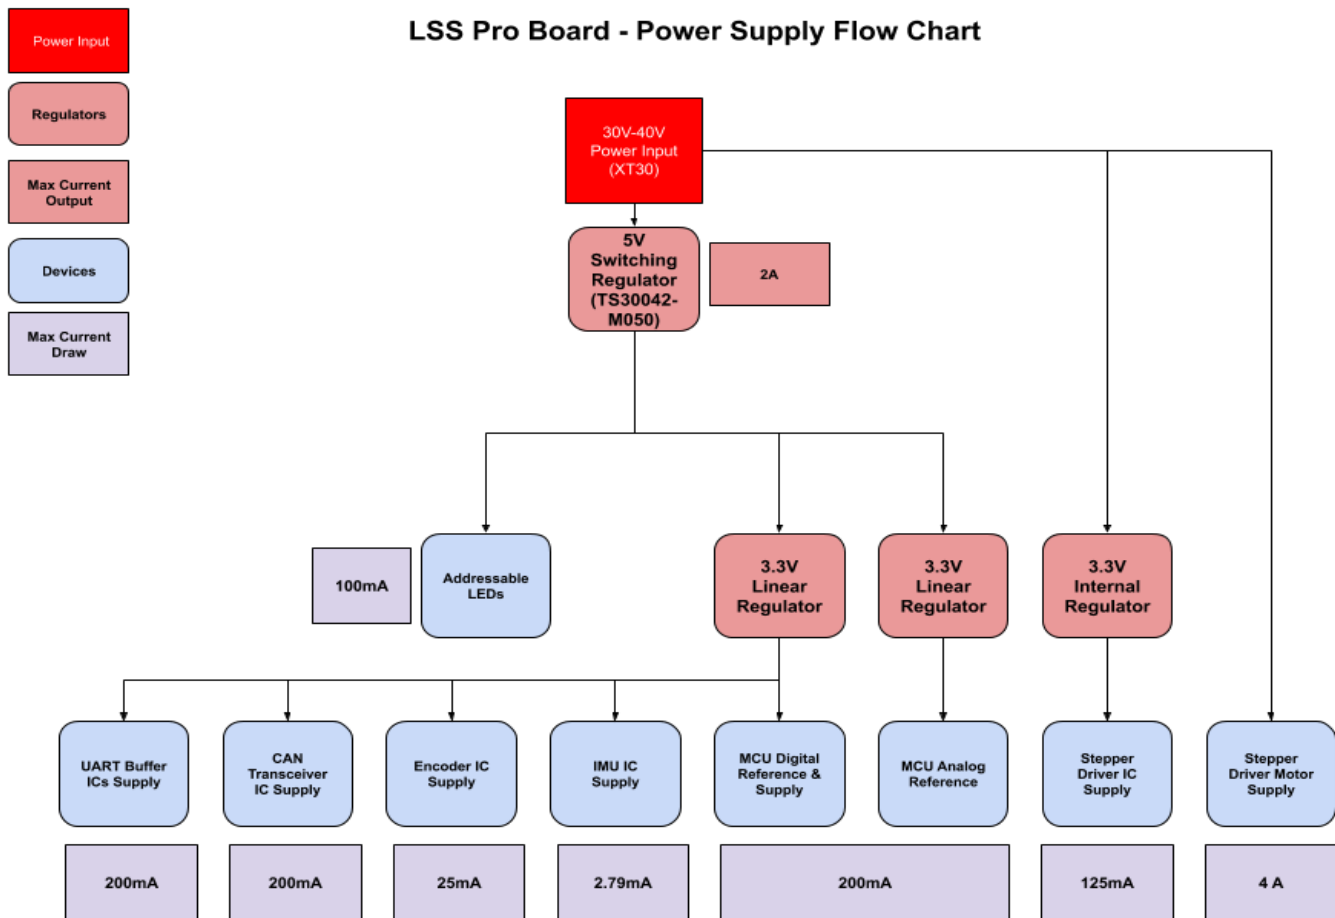 LSS Pro Board - Power Supply Flow Chart
Power Input
Regulators
Max Current
Output
Devices
Max Current
Draw
30V-40V
Power Input
(XT30)
5V
Switching
Regulator
(TS30042-
M050)
2A
100mA
Addressable
LEDs
3.3V
Linear
Regulator
3.3V
Linear
Regulator
3.3V
Internal
Regulator
UART Buffer
ICs Supply
CAN
Transceiver
IC Supply
Encoder IC
Supply
IMU IC
Supply
MCU Digital
Reference &
Supply
MCU Analog
Reference
Stepper
Driver IC
Supply
Stepper
Driver Motor
Supply
200mA
200mA
25mA
2.79mA
200mA
125mA
4 A